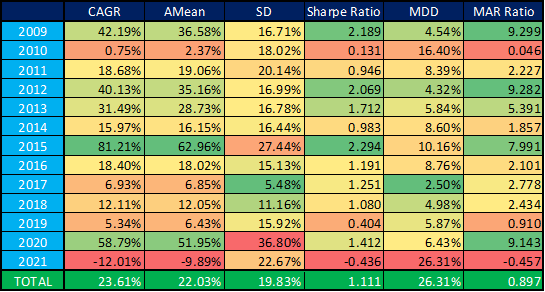 CAGR AMean SD Sharpe Ratio MDD MAR Ratio
2009 42.19% 36.58% 16.71% 2.189 4.54% 9.299
2010 0.75% 2.37% 18.02% 0.131 16.40% 0.046
2011 18.68% 19.06% 20.14% 0.946 8.39% 2.227
2012 40.13% 35.16% 16.99% 2.069 4.32% 9.282
2013 31.49% 28.73% 16.78% 1.712 5.84% 5.391
2014 15.97% 16.15% 16.44% 0.983 8.60% 1.857
2015 81.21% 62.96% 27.44% 2.294 10.16% 7.991
2016 18.40% 18.02% 15.13% 1.191 8.76% 2.101
2017 6.93% 6.85% 5.48% 1.251 2.50% 2.778
2018 12.11% 12.05% 11.16% 1.080 4.98% 2.434
2019 5.34% 6.43% 15.92% 0.404 5.87% 0.910
2020 58.79% 51.95% 36.80% 1.412 6.43% 9.143
2021 -12.01% -9.89% 22.67% -0.436 26.31% -0.457
TOTAL 23.61% 22.03% 19.83% 1.111 26.31% 0.897